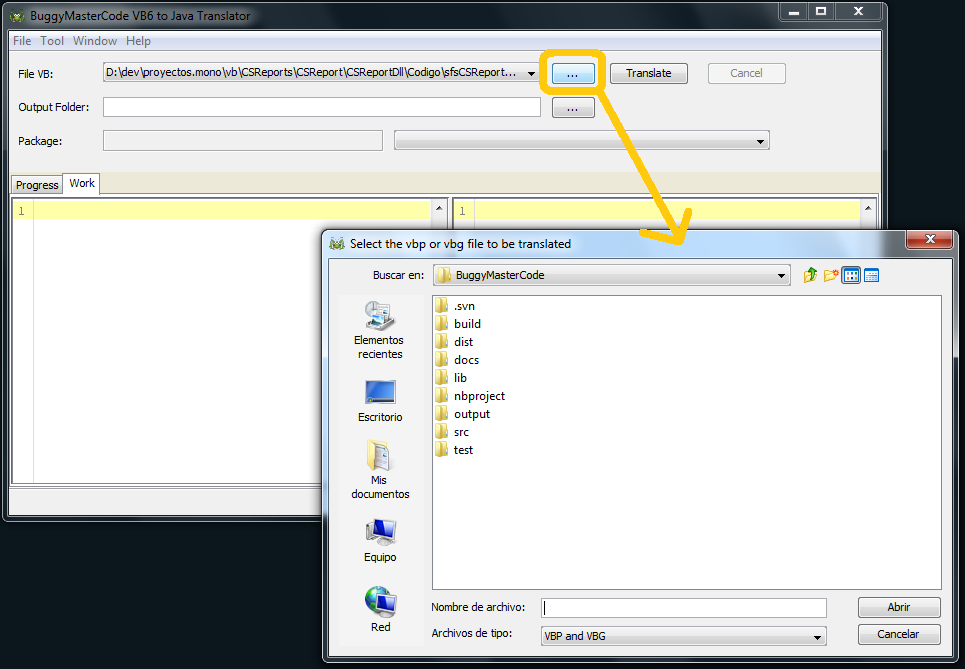 BuggyMasterCode VB6 to Java Translator
File Tool Window Help
File VB: D:\dev\proyectos.mono\vb\CSReports\CSReport\CSReportDll\Codigo\sfsCSReport... ... Translate Cancel
Output Folder: ...
Package:
Progress Work
1 1
Select the vbp or vbg file to be translated
Buscar en: BuggyMasterCode
.svn
build
dist
docs
lib
nbproject
output
src
test
Elementos
recientes
Escritorio
Mis
documentos
Equipo
Red
Nombre de archivo: Abrir
Archivos de tipo: VBP and VBG Cancelar